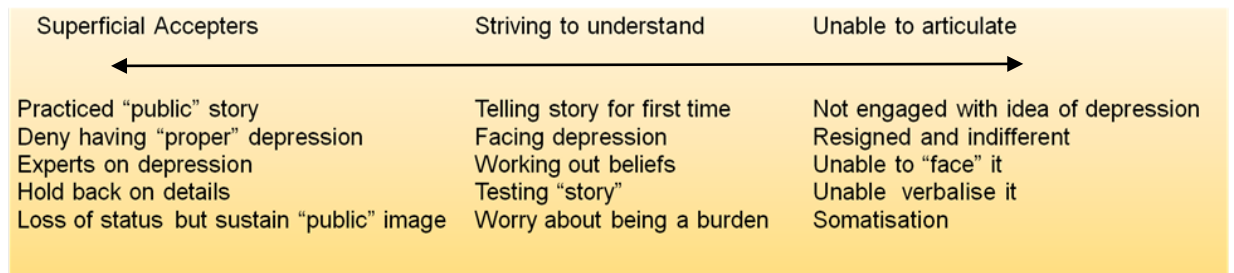 Superficial Accepters Striving to understand Unable to articulate
Practiced “public” story Telling story for first time Not engaged with idea of depression
Deny having “proper” depression Facing depression Resigned and indifferent
Experts on depression Working out beliefs Unable to “face” it
Hold back on details Testing “story” Unable verbalise it
Loss of status but sustain “public” image Worry about being a burden Somatisation